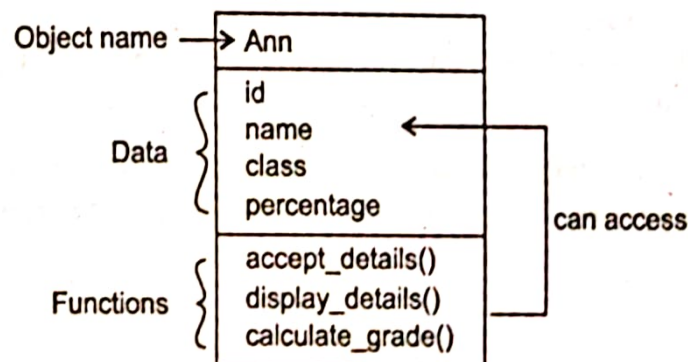 Object name
Ann
Data
id
name
class
percentage
can access
Functions
accept_details()
display_details()
calculate_grade()